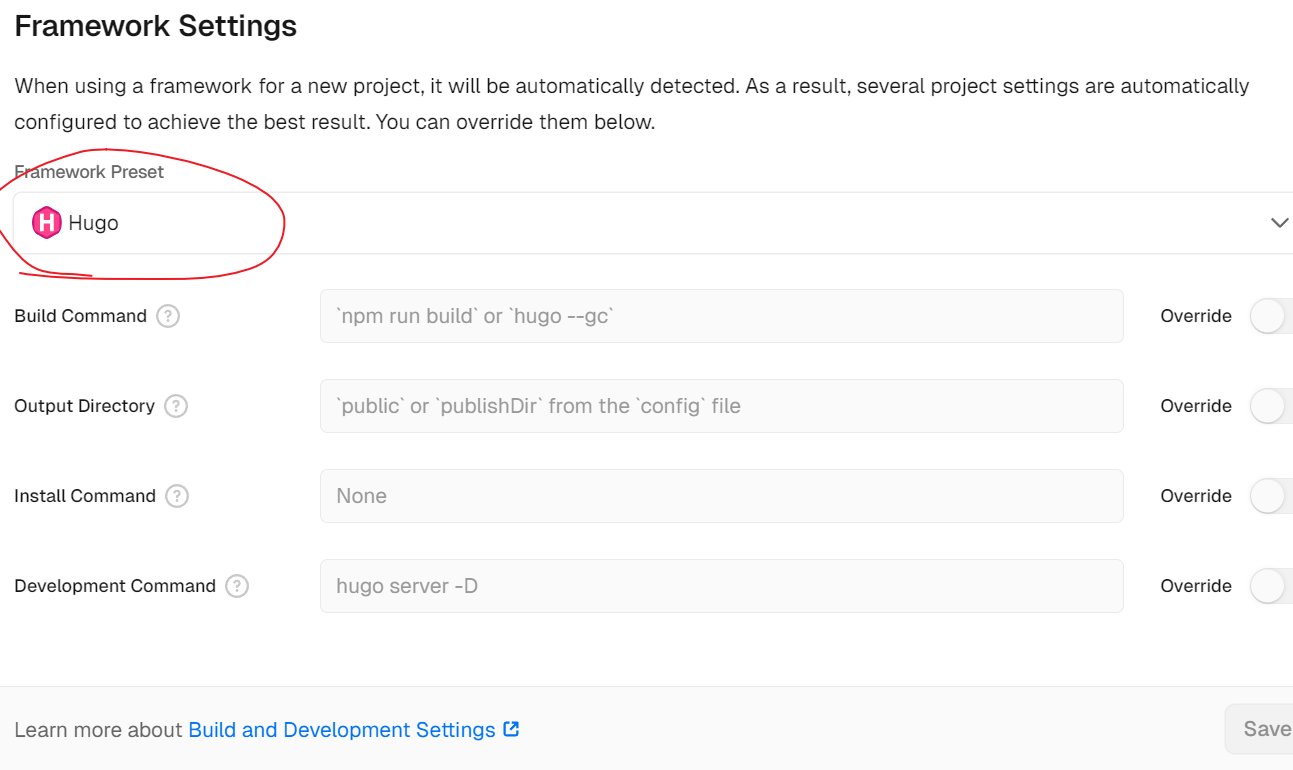 Framework Settings
When using a framework for a new project, it will be automatically detected. As a result, several project settings are automatically
configured to achieve the best result. You can override them below.
Framework Preset
H Hugo
Build Command ? `npm run build` or `hugo --gc` Override
Output Directory ? `public` or `publishDir` from the `config` file Override
Install Command ? None Override
Development Command ? hugo server -D Override
Learn more about Build and Development Settings Save